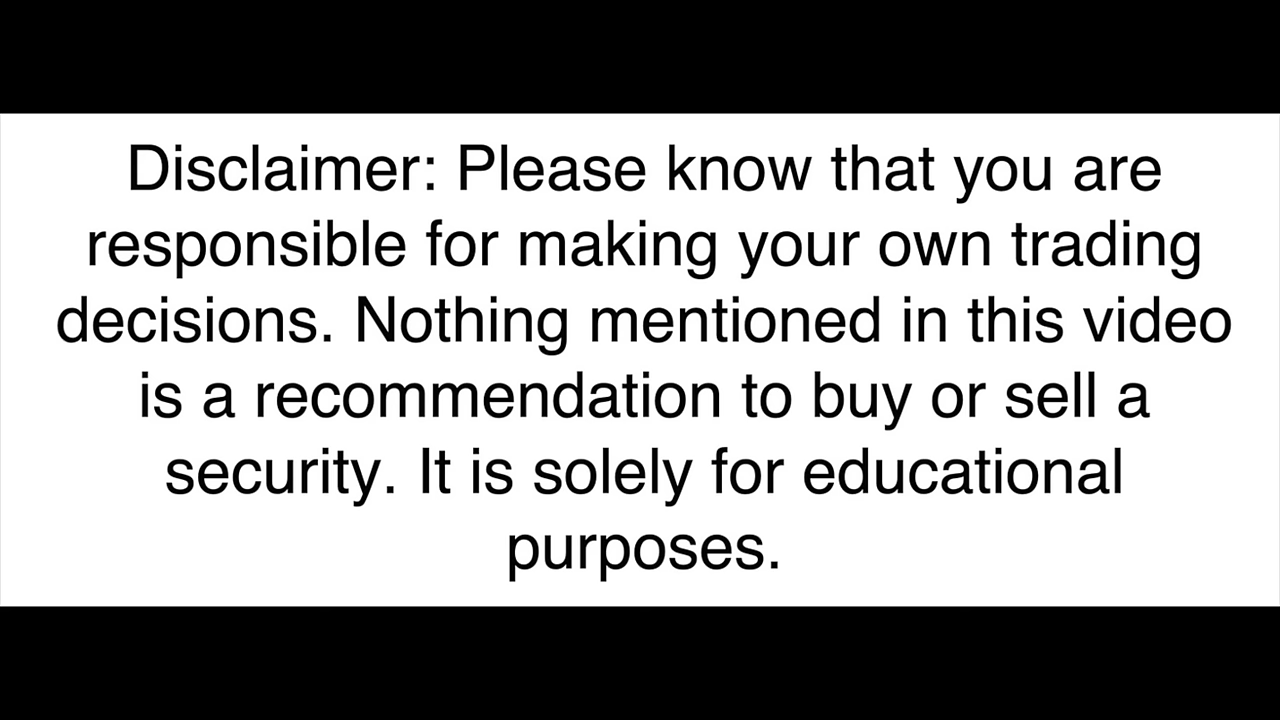 Disclaimer: Please know that you are
responsible for making your own trading
decisions. Nothing mentioned in this video
is a recommendation to buy or sell a
security. It is solely for educational
purposes.